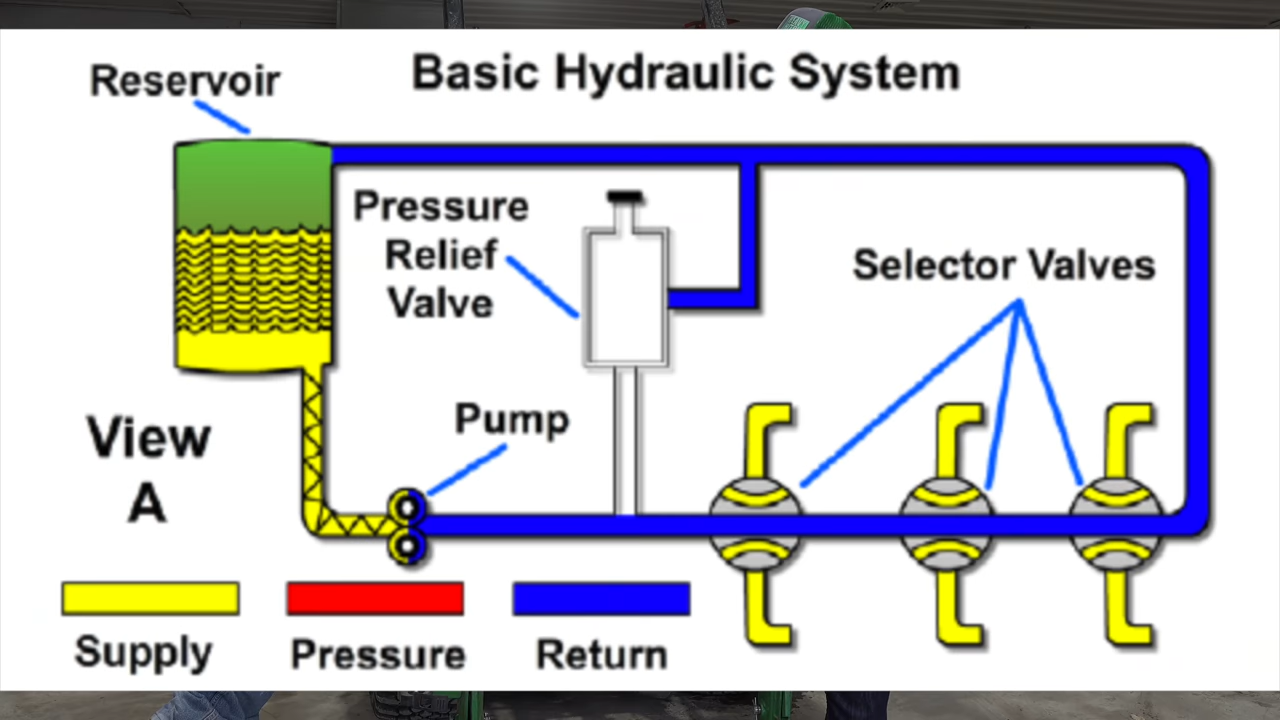 Basic Hydraulic System
Reservoir
Pressure
Relief
Valve
Selector Valves
Pump
View
A
Supply
Pressure
Return